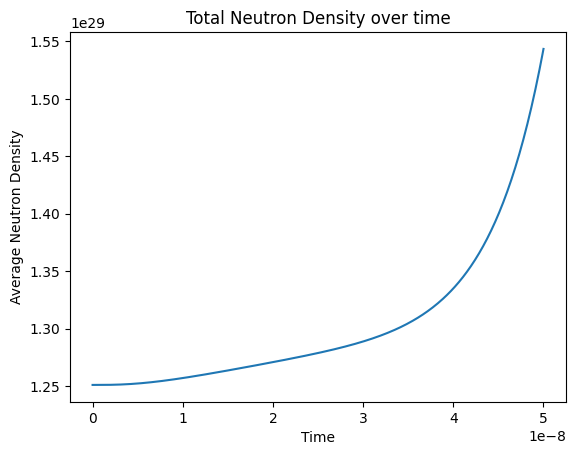 Total Neutron Density over time
1e29
1.55
1.50
1.45
1.40
1.35
1.30
1.25
Average Neutron Density
0 1 2 3 4 5
1e−8
Time